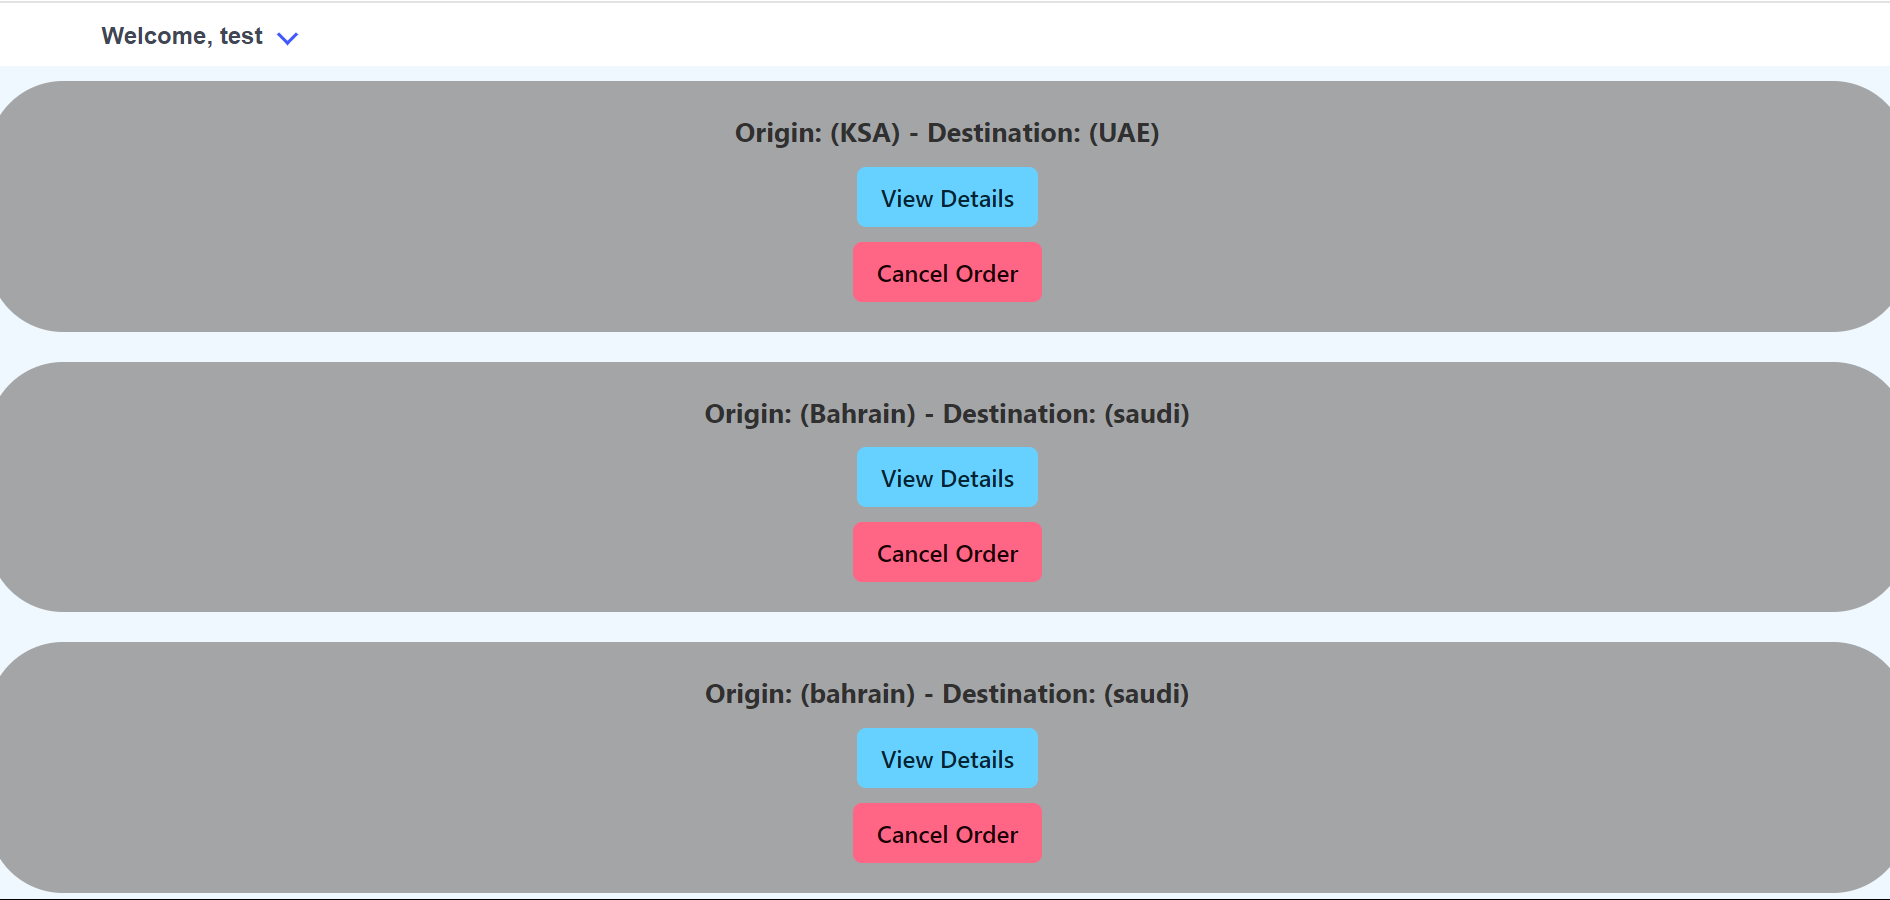 Welcome, test
Origin: (KSA) - Destination: (UAE)
View Details
Cancel Order
Origin: (Bahrain) - Destination: (saudi)
View Details
Cancel Order
Origin: (bahrain) - Destination: (saudi)
View Details
Cancel Order